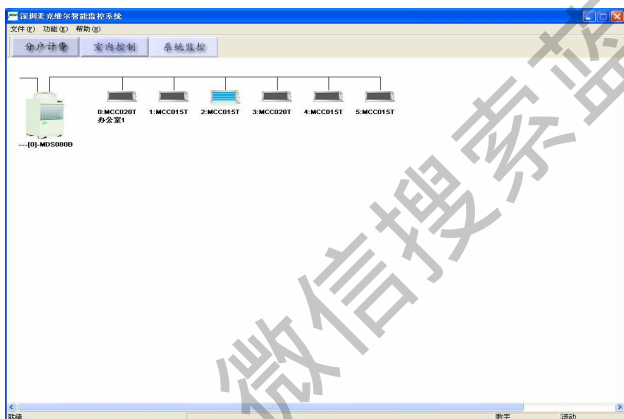 深圳麦克维尔智能监控系统
文件(F) 功能(X) 帮助(X)
分户计费 室内控制 系统监控
0:MCC020T 1:MCC015T 2:MCC015T 3:MCC020T 4:MCC015T 5:MCC015T
办公室1
---[0]-MDS080B
微信搜索蓝
就绪 数字 滚动